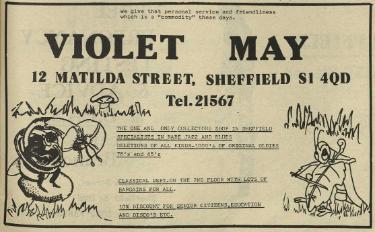 we give that personal service and friendliness
which is a "commodity" these days.
VIOLET MAY
12 MATILDA STREET, SHEFFIELD S1 4QD
Tel. 21567
THE ONE AND ONLY COLLECTORS SHOP IN SHEFFIELD
SPECIALISTS IN RARE JAZZ AND BLUES
DELETIONS OF ALL KINDS-1000'S OF ORIGINAL OLDIES
78's and 45's
CLASSICAL DEPT.ON THE 2ND FLOOR WITH LOTS OF
BARGAINS FOR ALL.
10% DISCOUNT FOR SENIOR CITIZENS,EDUCATION
AND DISCO'S ETC.